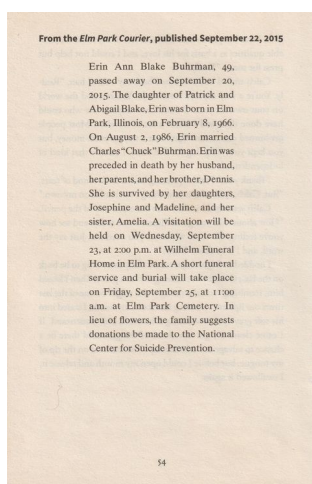 From the Elm Park Courier, published September 22, 2015
Erin Ann Blake Buhrman, 49,
passed away on September 20,
2015. The daughter of Patrick and
Abigail Blake, Erin was born in Elm
Park, Illinois, on February 8, 1966.
On August 2, 1986, Erin married
Charles “Chuck” Buhrman. Erin was
preceded in death by her husband,
her parents, and her brother, Dennis.
She is survived by her daughters,
Josephine and Madeline, and her
sister, Amelia. A visitation will be
held on Wednesday, September
23, at 2:00 p.m. at Wilhelm Funeral
Home in Elm Park. A short funeral
service and burial will take place
on Friday, September 25, at 11:00
a.m. at Elm Park Cemetery. In
lieu of flowers, the family suggests
donations be made to the National
Center for Suicide Prevention.
54